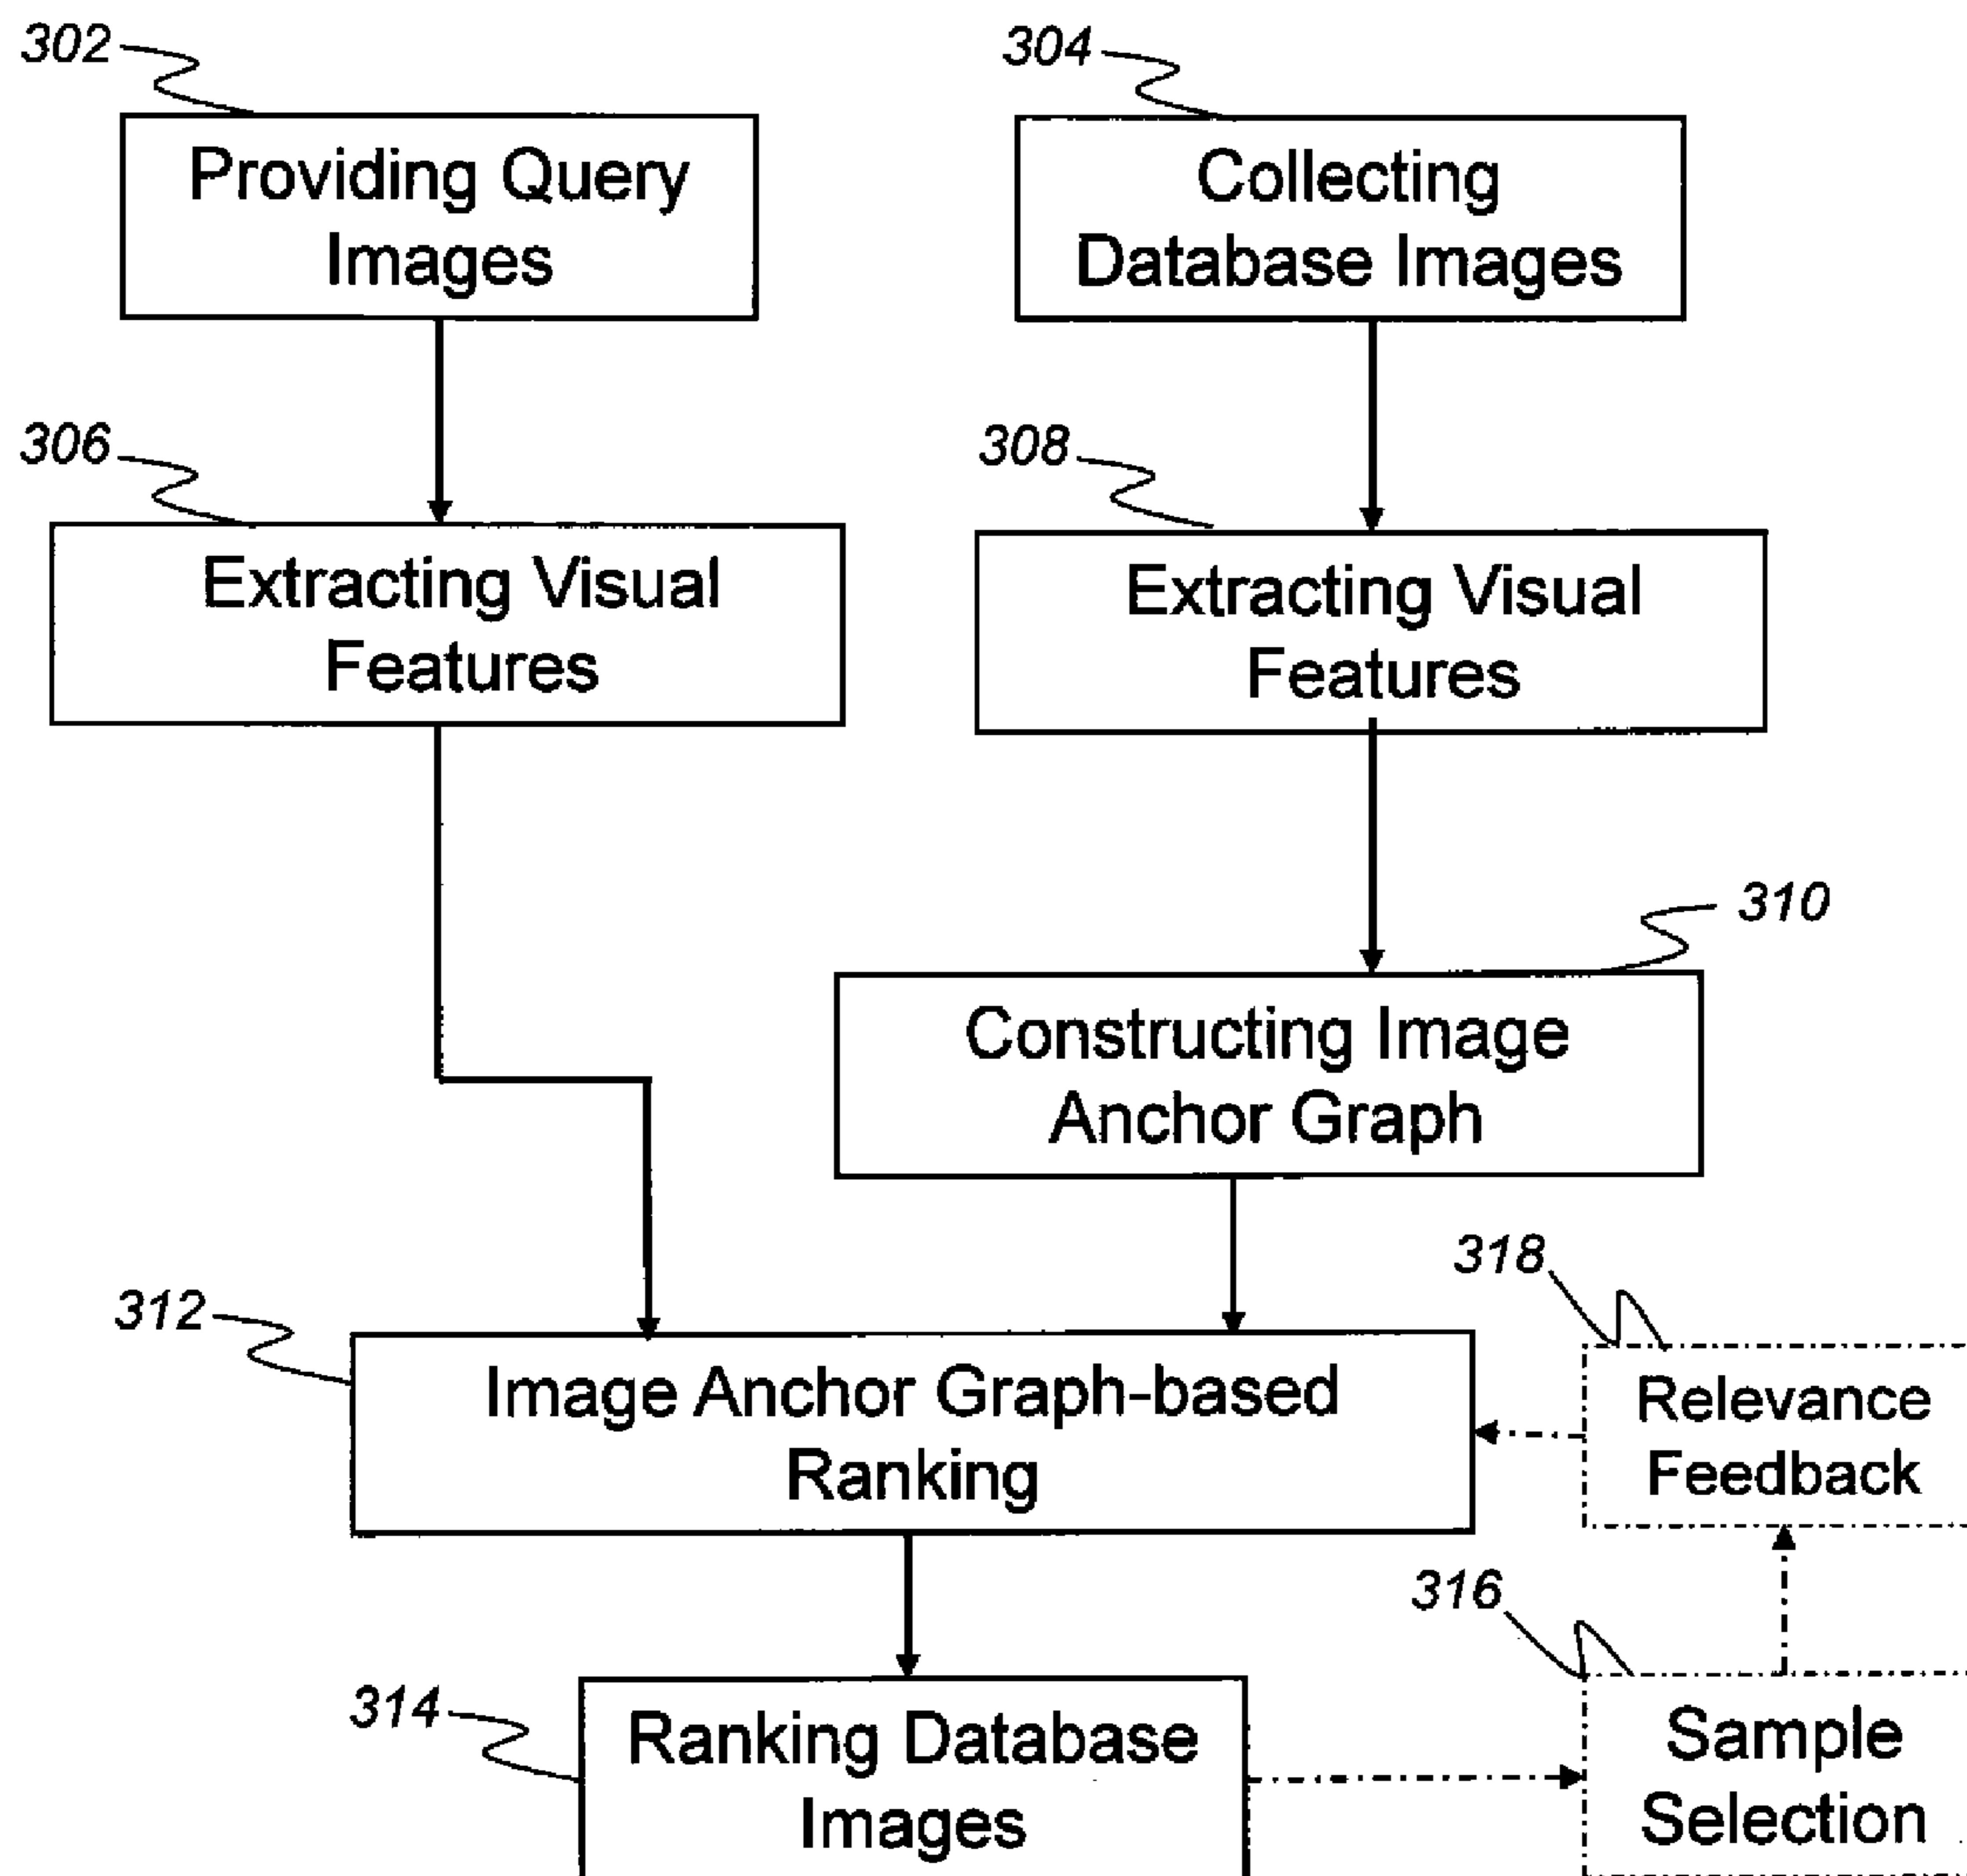 302
304
Providing Query
Images
Collecting
Database Images
306
308
Extracting Visual
Features
Extracting Visual
Features
310
Constructing Image
Anchor Graph
318
312
Image Anchor Graph-based
Ranking
Relevance
Feedback
316
314
Ranking Database
Images
Sample
Selection